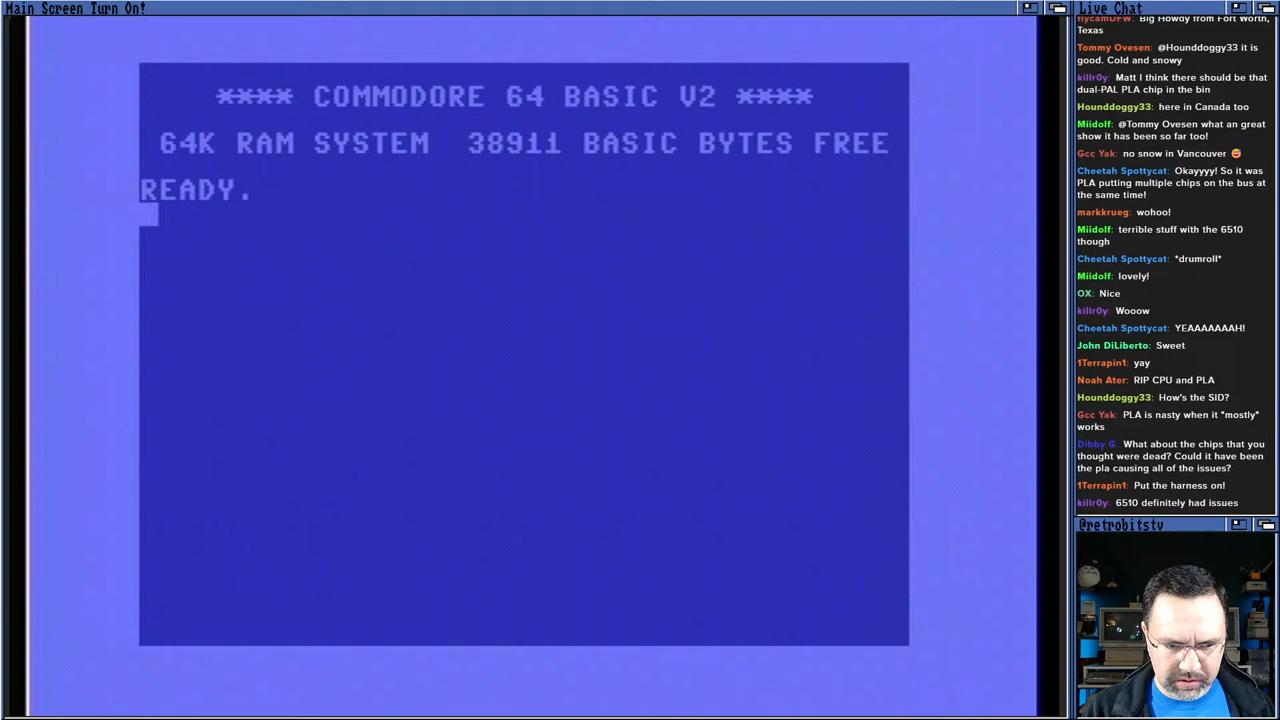 Main Screen Turn On!
**** COMMODORE 64 BASIC V2 ****
64K RAM SYSTEM  38911 BASIC BYTES FREE
READY.
Live Chat
flycamDFW: Big Howdy from Fort Worth,
Texas
Tommy Ovesen: @Hounddoggy33 it is
good. Cold and snowy
killr0y: Matt I think there should be that
dual-PAL PLA chip in the bin
Hounddoggy33: here in Canada too
Miidolf: @Tommy Ovesen what an great
show it has been so far too!
Gcc Yak: no snow in Vancouver 😅
Cheetah Spottycat: Okayyyy! So it was
PLA putting multiple chips on the bus at
the same time!
markkrueg: wohoo!
Miidolf: terrible stuff with the 6510
though
Cheetah Spottycat: *drumroll*
Miidolf: lovely!
OX: Nice
killr0y: Wooow
Cheetah Spottycat: YEAAAAAAAH!
John DiLiberto: Sweet
1Terrapin1: yay
Noah Ater: RIP CPU and PLA
Hounddoggy33: How's the SID?
Gcc Yak: PLA is nasty when it "mostly"
works
Dibby G: What about the chips that you
thought were dead? Could it have been
the pla causing all of the issues?
1Terrapin1: Put the harness on!
killr0y: 6510 definitely had issues
@retrobitstv